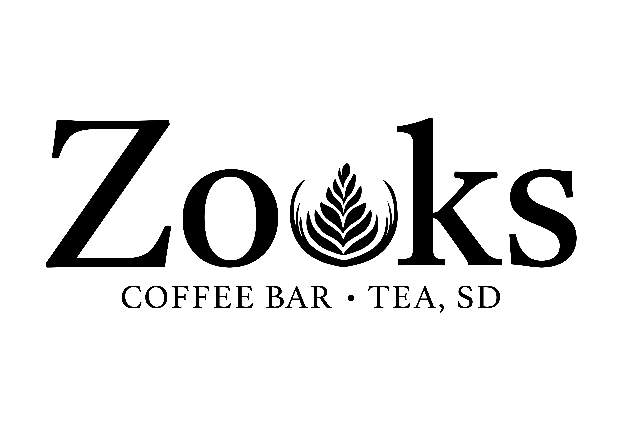 Zooks
COFFEE BAR • TEA, SD